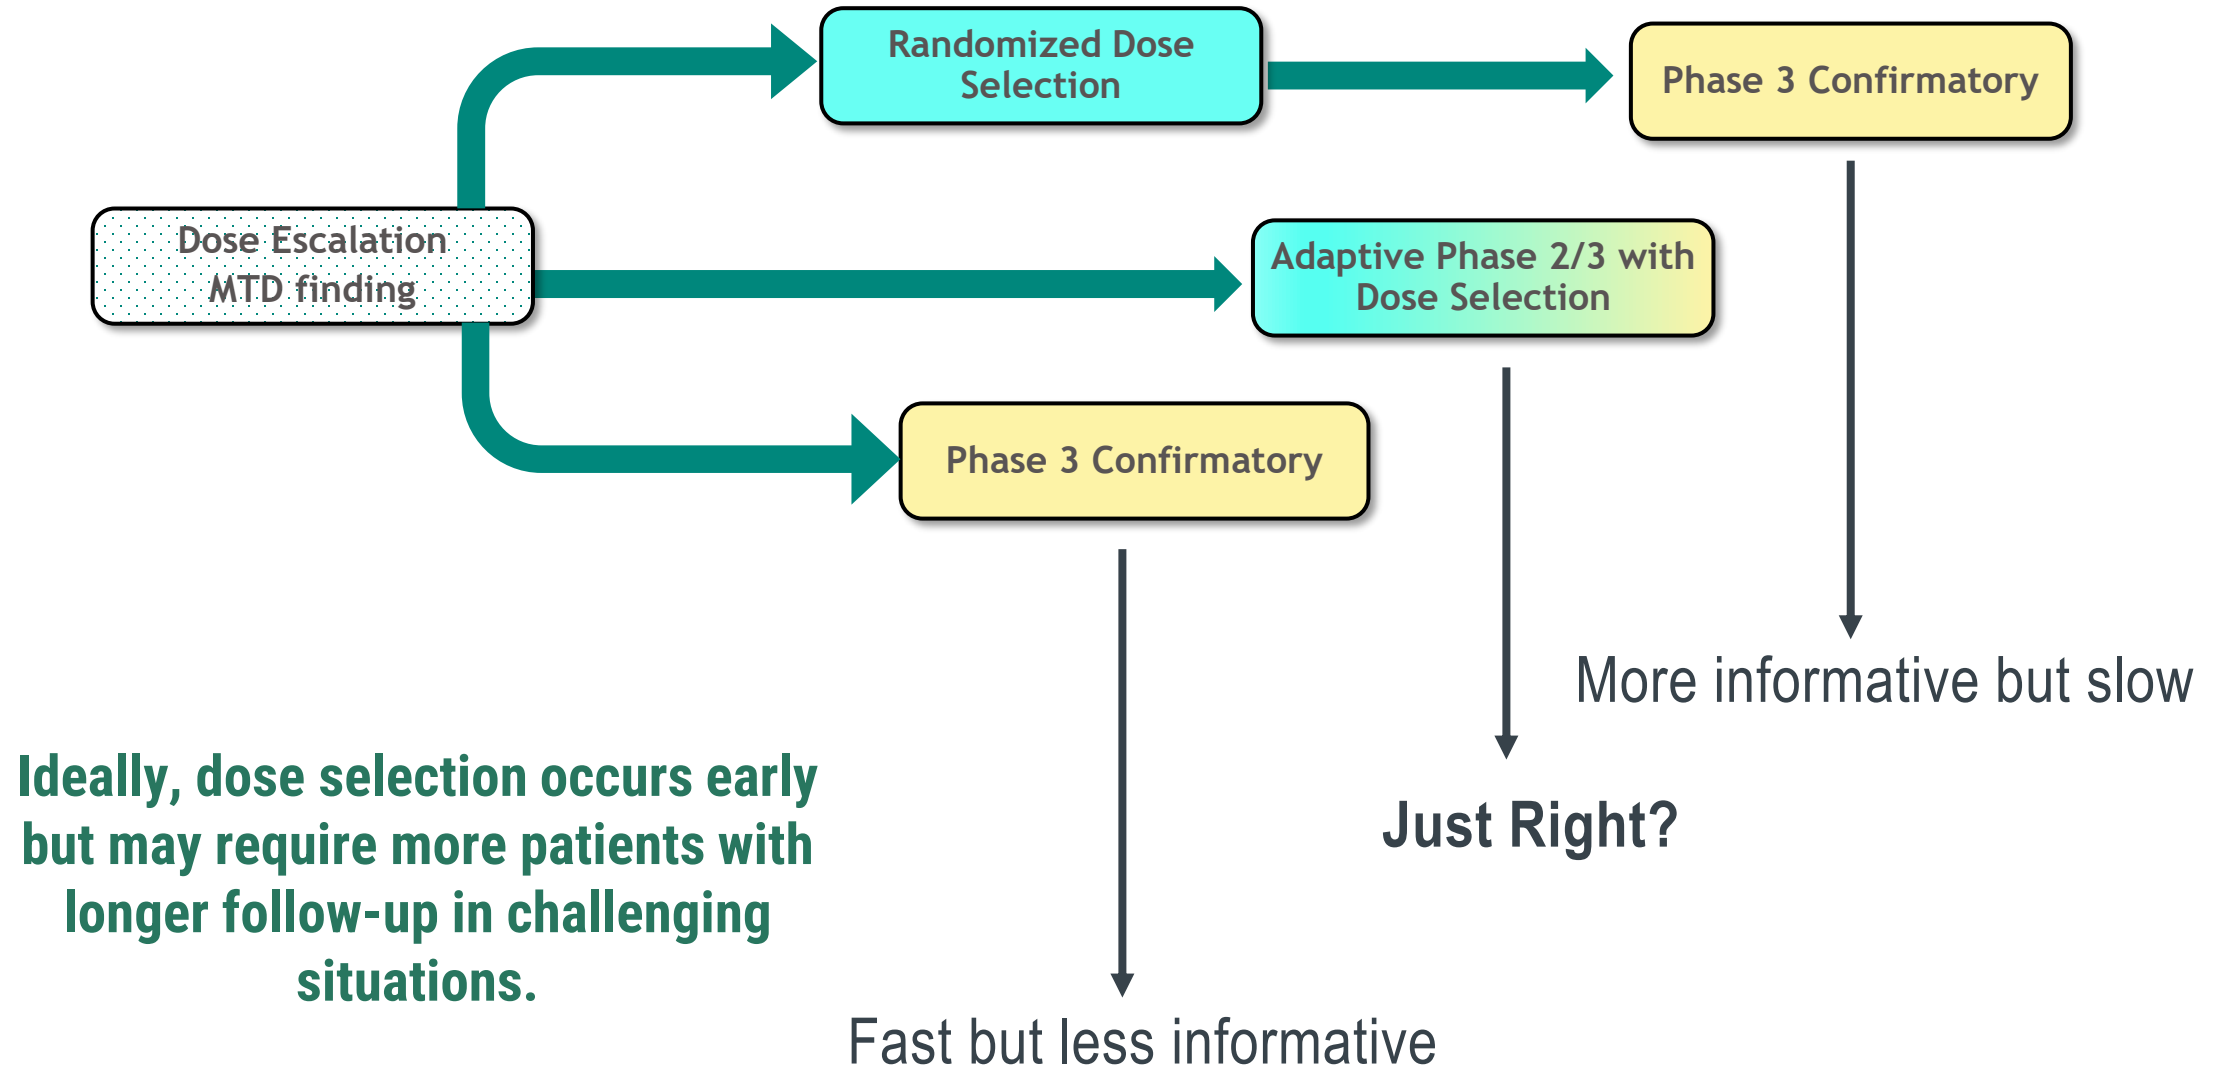 Randomized Dose
Selection
Phase 3 Confirmatory
Dose Escalation
MTD finding
Adaptive Phase 2/3 with
Dose Selection
Phase 3 Confirmatory
More informative but slow
Ideally, dose selection occurs early
but may require more patients with
longer follow-up in challenging
situations.
Just Right?
Fast but less informative